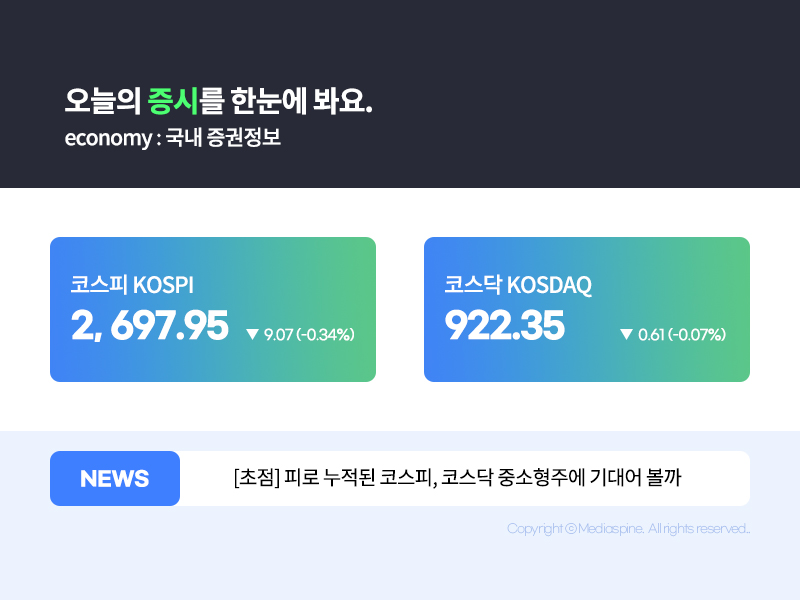 오늘의 증시를 한눈에 봐요.
economy : 국내 증권정보
코스피 KOSPI
2, 697.95 ▼ 9.07 (-0.34%)
코스닥 KOSDAQ
922.35 ▼ 0.61 (-0.07%)
NEWS [초점] 피로 누적된 코스피, 코스닥 중소형주에 기대어 볼까
Copyright ⓒ Mediaspine. All rights reserved..